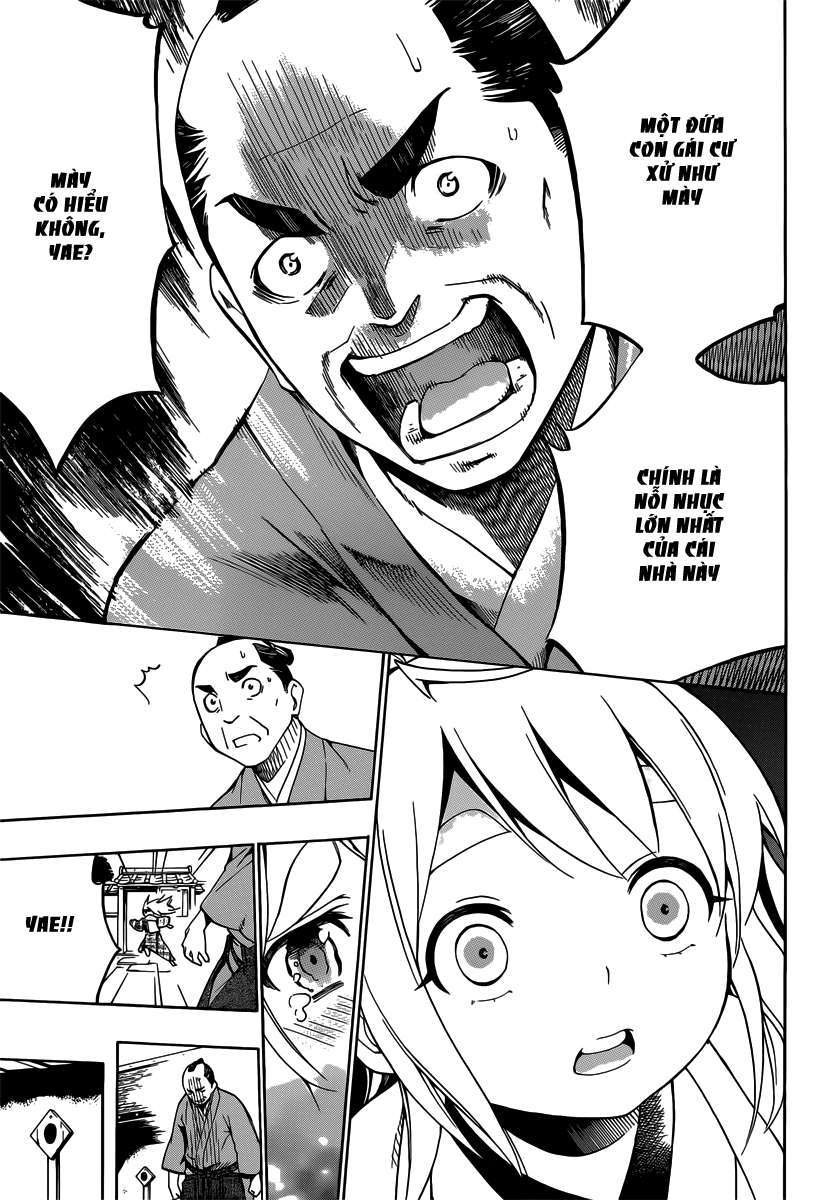 MỘT ĐỨA
CON GÁI CƯ
XỬ NHƯ
MÀY
CHÍNH LÀ
NỖI NHỤC
LỚN NHẤT
CỦA CÁI
NHÀ NÀY
MÀY
CÓ HIỂU
KHÔNG,
YAE?
YAE!!